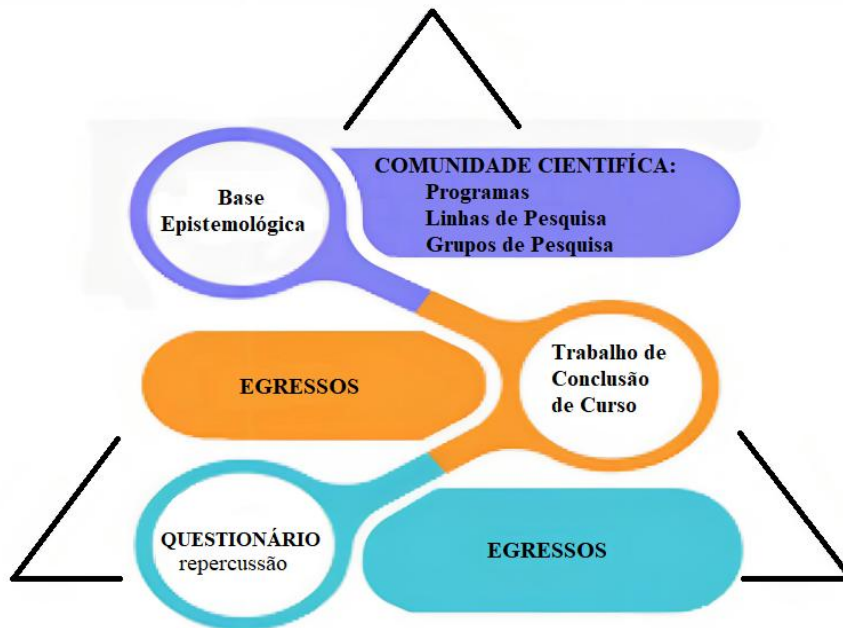 Base
Epistemológica
COMUNIDADE CIENTIFÍCA:
Programas
Linhas de Pesquisa
Grupos de Pesquisa
EGRESSOS
Trabalho de
Conclusão
de Curso
QUESTIONÁRIO
repercussão
EGRESSOS